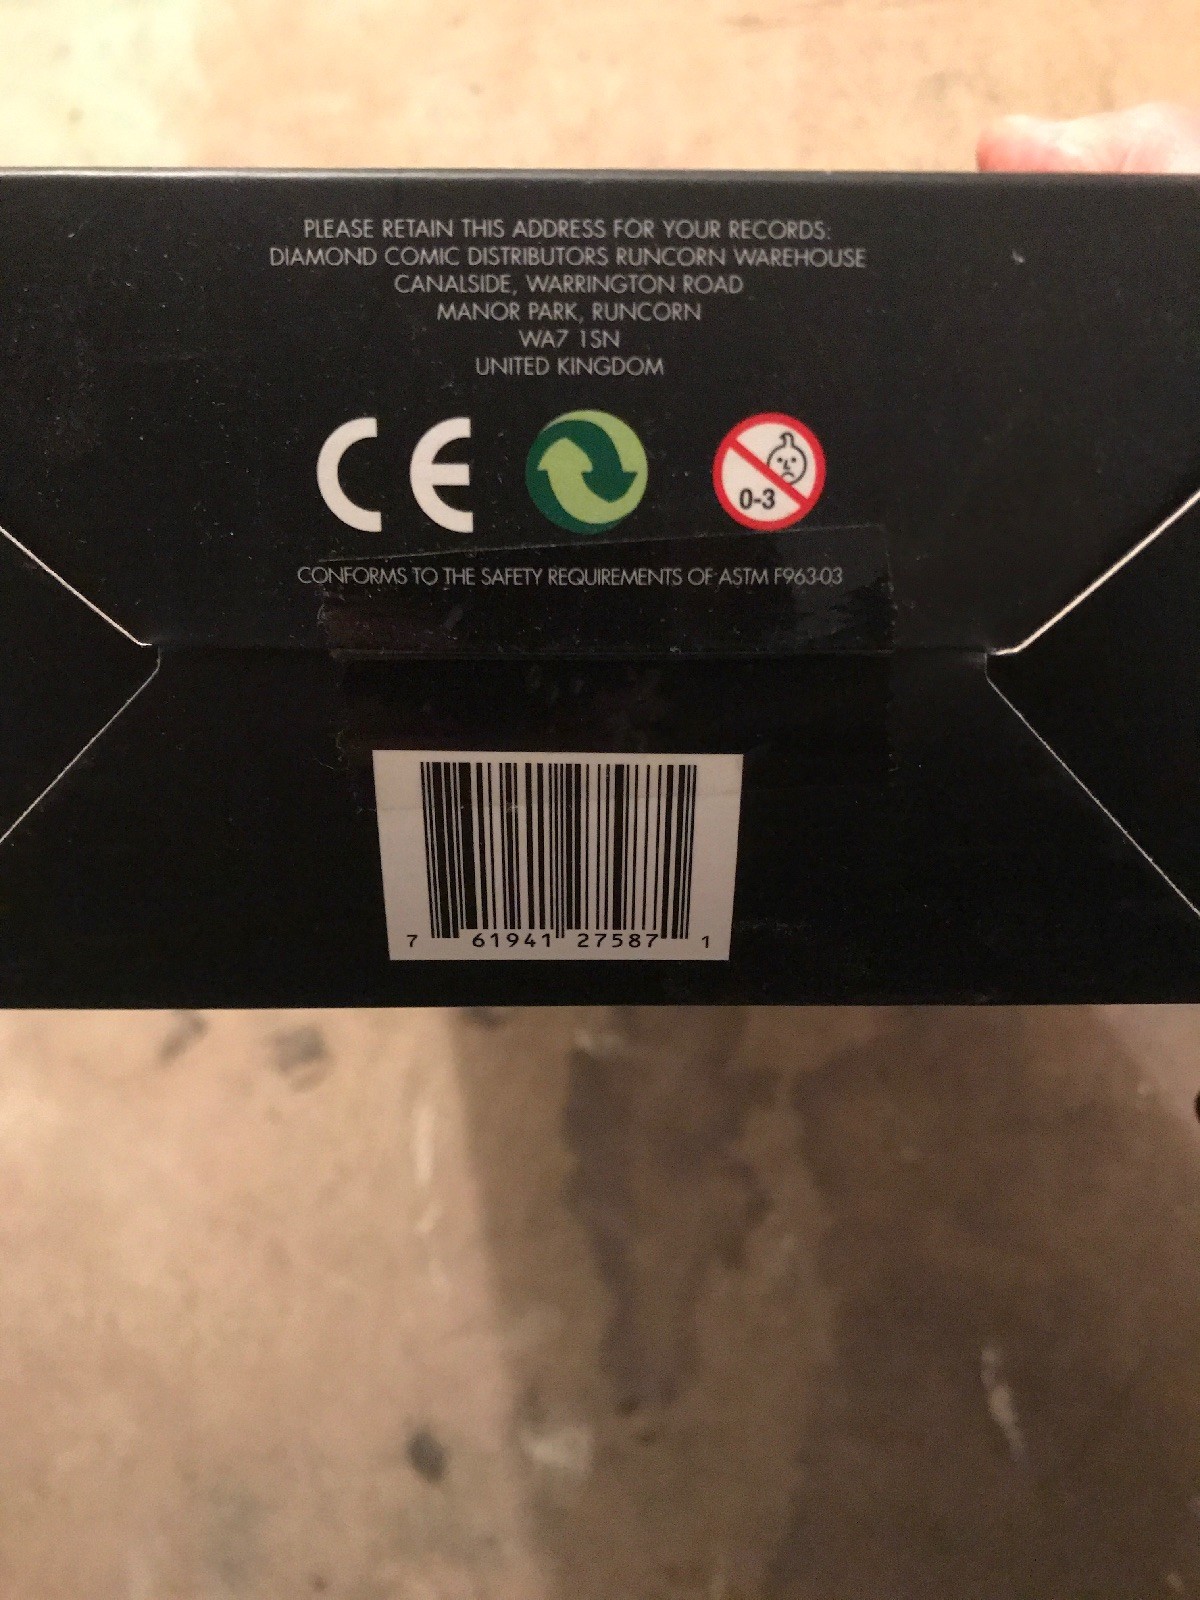 PLEASE RETAIN THIS ADDRESS FOR YOUR RECORDS:
DIAMOND COMIC DISTRIBUTORS RUNCORN WAREHOUSE
CANALSIDE, WARRINGTON ROAD
MANOR PARK, RUNCORN
WA7 1SN
UNITED KINGDOM
CE
0-3
CONFORMS TO THE SAFETY REQUIREMENTS OF ASTM F963-03
7 61941 27587 1